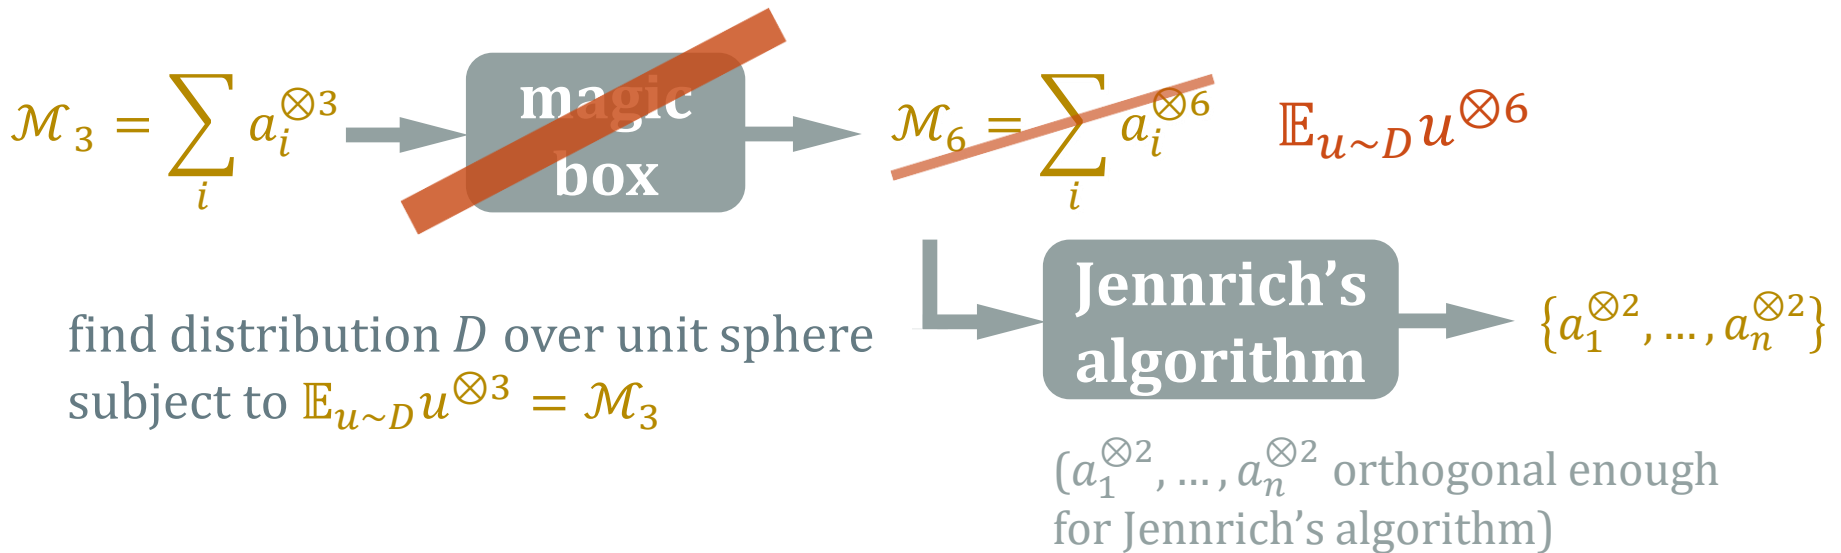 ℳ₃ = ∑ᵢ aᵢ^⊗3
magic
box
ℳ₆ = ∑ᵢ aᵢ^⊗6
𝔼_{u~D} u^⊗6
Jennrich's
algorithm
{a₁^⊗2, … , aₙ^⊗2}
find distribution D over unit sphere
subject to 𝔼_{u~D} u^⊗3 = ℳ₃
(a₁^⊗2, … , aₙ^⊗2 orthogonal enough
for Jennrich's algorithm)